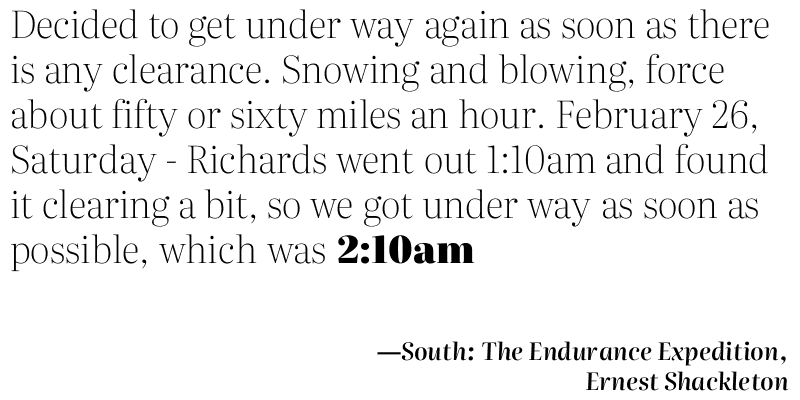 Decided to get under way again as soon as there
is any clearance. Snowing and blowing, force
about fifty or sixty miles an hour. February 26,
Saturday - Richards went out 1:10am and found
it clearing a bit, so we got under way as soon as
possible, which was 2:10am
—South: The Endurance Expedition,
Ernest Shackleton